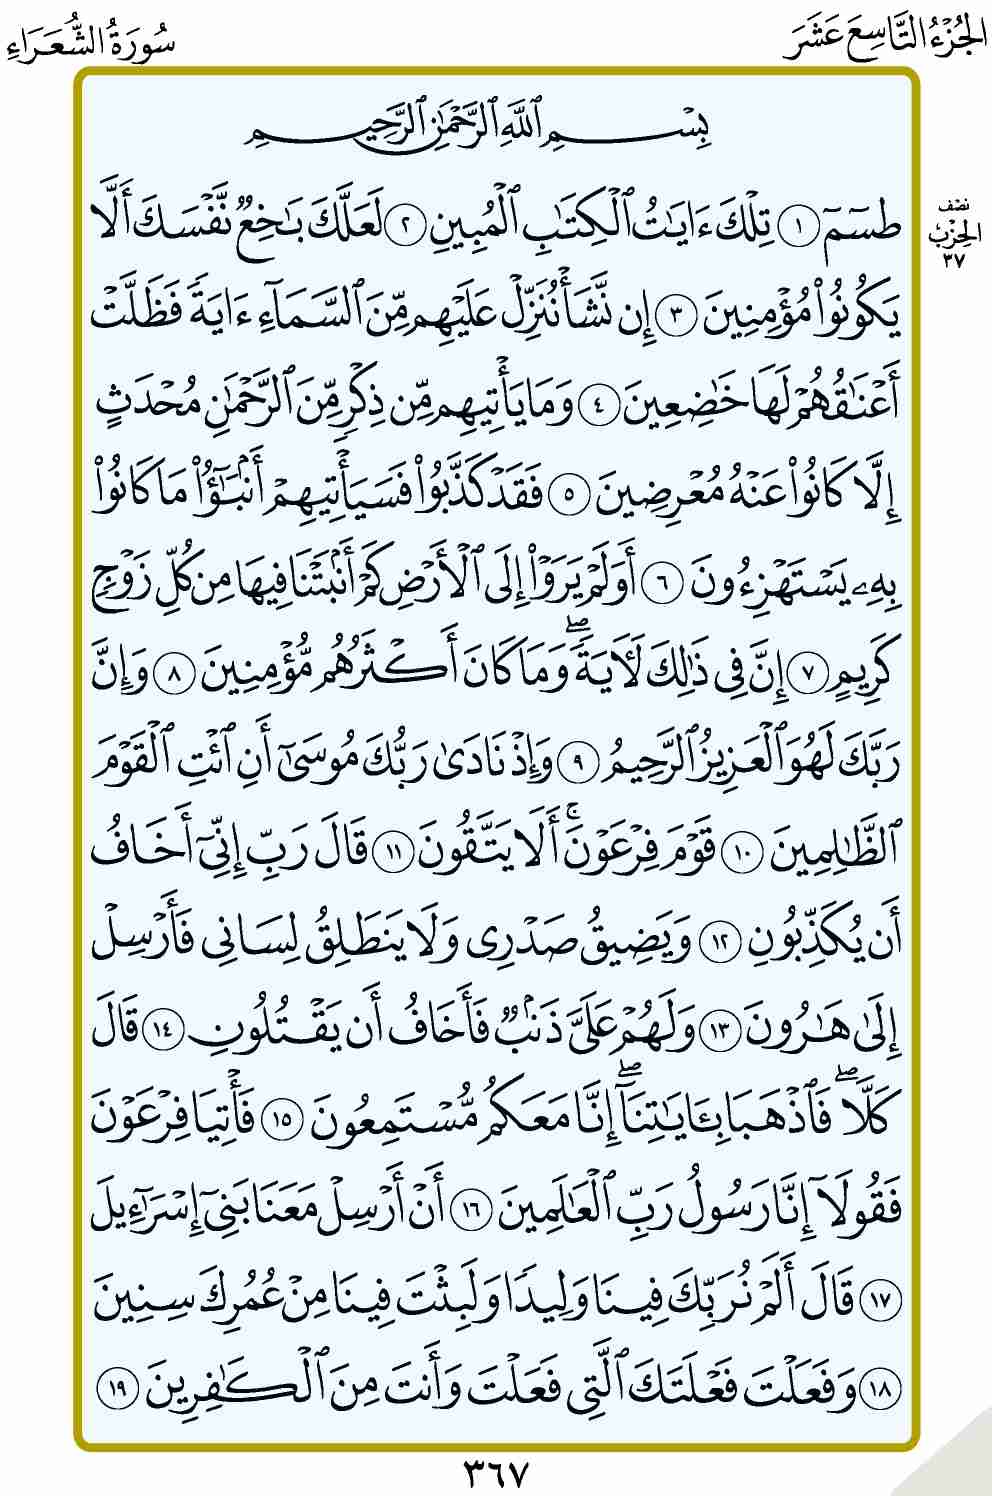 الجُزْءُ التَّاسِعَ عَشَرَ
سُورَةُ الشُّعَرَاءِ
بِسْمِ ٱللَّهِ ٱلرَّحْمَٰنِ ٱلرَّحِيمِ
طسٓمٓ ١ تِلْكَ ءَايَٰتُ ٱلْكِتَٰبِ ٱلْمُبِينِ ٢ لَعَلَّكَ بَٰخِعٌ نَّفْسَكَ أَلَّا
نصف
الحِزْب
٣٧
يَكُونُوا۟ مُؤْمِنِينَ ٣ إِن نَّشَأْ نُنَزِّلْ عَلَيْهِم مِّنَ ٱلسَّمَآءِ ءَايَةً فَظَلَّتْ
أَعْنَٰقُهُمْ لَهَا خَٰضِعِينَ ٤ وَمَا يَأْتِيهِم مِّن ذِكْرٍ مِّنَ ٱلرَّحْمَٰنِ مُحْدَثٍ
إِلَّا كَانُوا۟ عَنْهُ مُعْرِضِينَ ٥ فَقَدْ كَذَّبُوا۟ فَسَيَأْتِيهِمْ أَنۢبَٰٓؤُا۟ مَا كَانُوا۟
بِهِۦ يَسْتَهْزِءُونَ ٦ أَوَلَمْ يَرَوْا۟ إِلَى ٱلْأَرْضِ كَمْ أَنۢبَتْنَا فِيهَا مِن كُلِّ زَوْجٍ
كَرِيمٍ ٧ إِنَّ فِى ذَٰلِكَ لَءَايَةً ۖ وَمَا كَانَ أَكْثَرُهُم مُّؤْمِنِينَ ٨ وَإِنَّ
رَبَّكَ لَهُوَ ٱلْعَزِيزُ ٱلرَّحِيمُ ٩ وَإِذْ نَادَىٰ رَبُّكَ مُوسَىٰٓ أَنِ ٱئْتِ ٱلْقَوْمَ
ٱلظَّٰلِمِينَ ١٠ قَوْمَ فِرْعَوْنَ ۚ أَلَا يَتَّقُونَ ١١ قَالَ رَبِّ إِنِّىٓ أَخَافُ
أَن يُكَذِّبُونِ ١٢ وَيَضِيقُ صَدْرِى وَلَا يَنطَلِقُ لِسَانِى فَأَرْسِلْ
إِلَىٰ هَٰرُونَ ١٣ وَلَهُمْ عَلَىَّ ذَنۢبٌ فَأَخَافُ أَن يَقْتُلُونِ ١٤ قَالَ
كَلَّا ۖ فَٱذْهَبَا بِـَٔايَٰتِنَآ ۖ إِنَّا مَعَكُم مُّسْتَمِعُونَ ١٥ فَأْتِيَا فِرْعَوْنَ
فَقُولَآ إِنَّا رَسُولُ رَبِّ ٱلْعَٰلَمِينَ ١٦ أَنْ أَرْسِلْ مَعَنَا بَنِىٓ إِسْرَٰٓءِيلَ
١٧ قَالَ أَلَمْ نُرَبِّكَ فِينَا وَلِيدًا وَلَبِثْتَ فِينَا مِنْ عُمُرِكَ سِنِينَ
١٨ وَفَعَلْتَ فَعْلَتَكَ ٱلَّتِى فَعَلْتَ وَأَنتَ مِنَ ٱلْكَٰفِرِينَ ١٩
٣٦٧